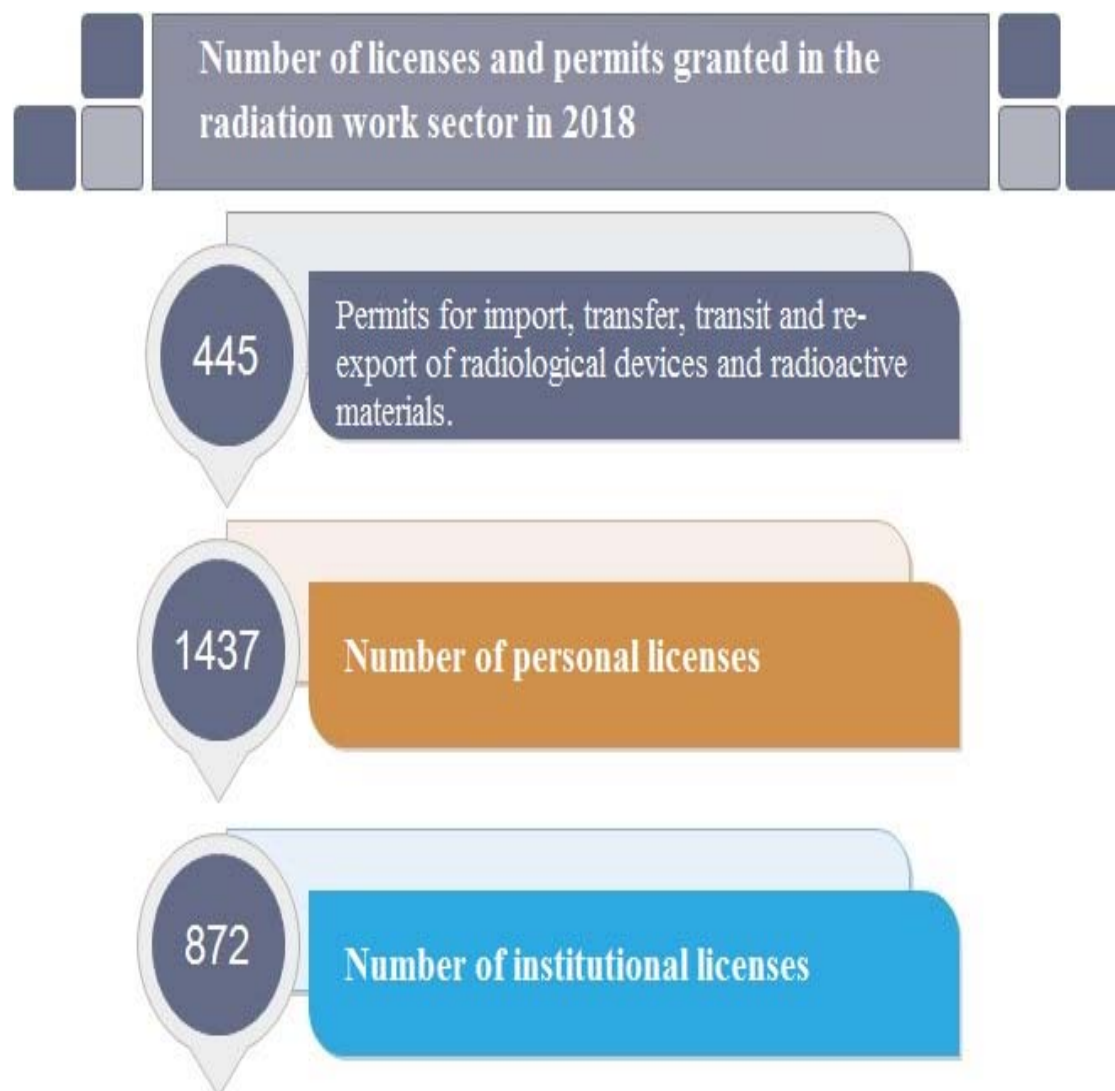 Number of licenses and permits granted in the
radiation work sector in 2018
445
Permits for import, transfer, transit and re-
export of radiological devices and radioactive
materials.
1437
Number of personal licenses
872
Number of institutional licenses